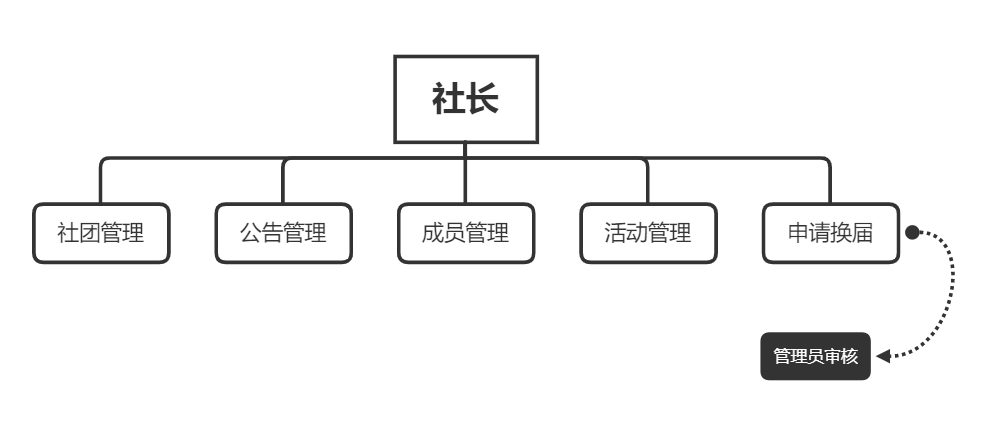 社长
社团管理
公告管理
成员管理
活动管理
申请换届
管理员审核